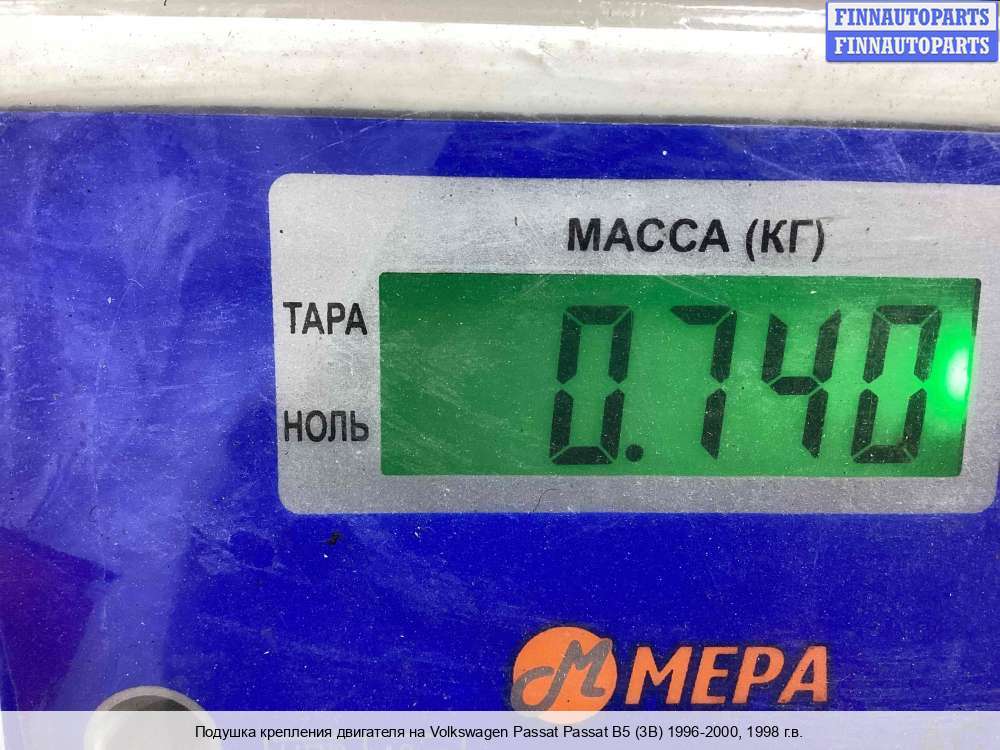 FINNAUTOPARTS
FINNAUTOPARTS
МАССА (КГ)
ТАРА
0.740
НОЛЬ
МЕРА
Подушка крепления двигателя на Volkswagen Passat Passat B5 (3B) 1996-2000, 1998 г.в.